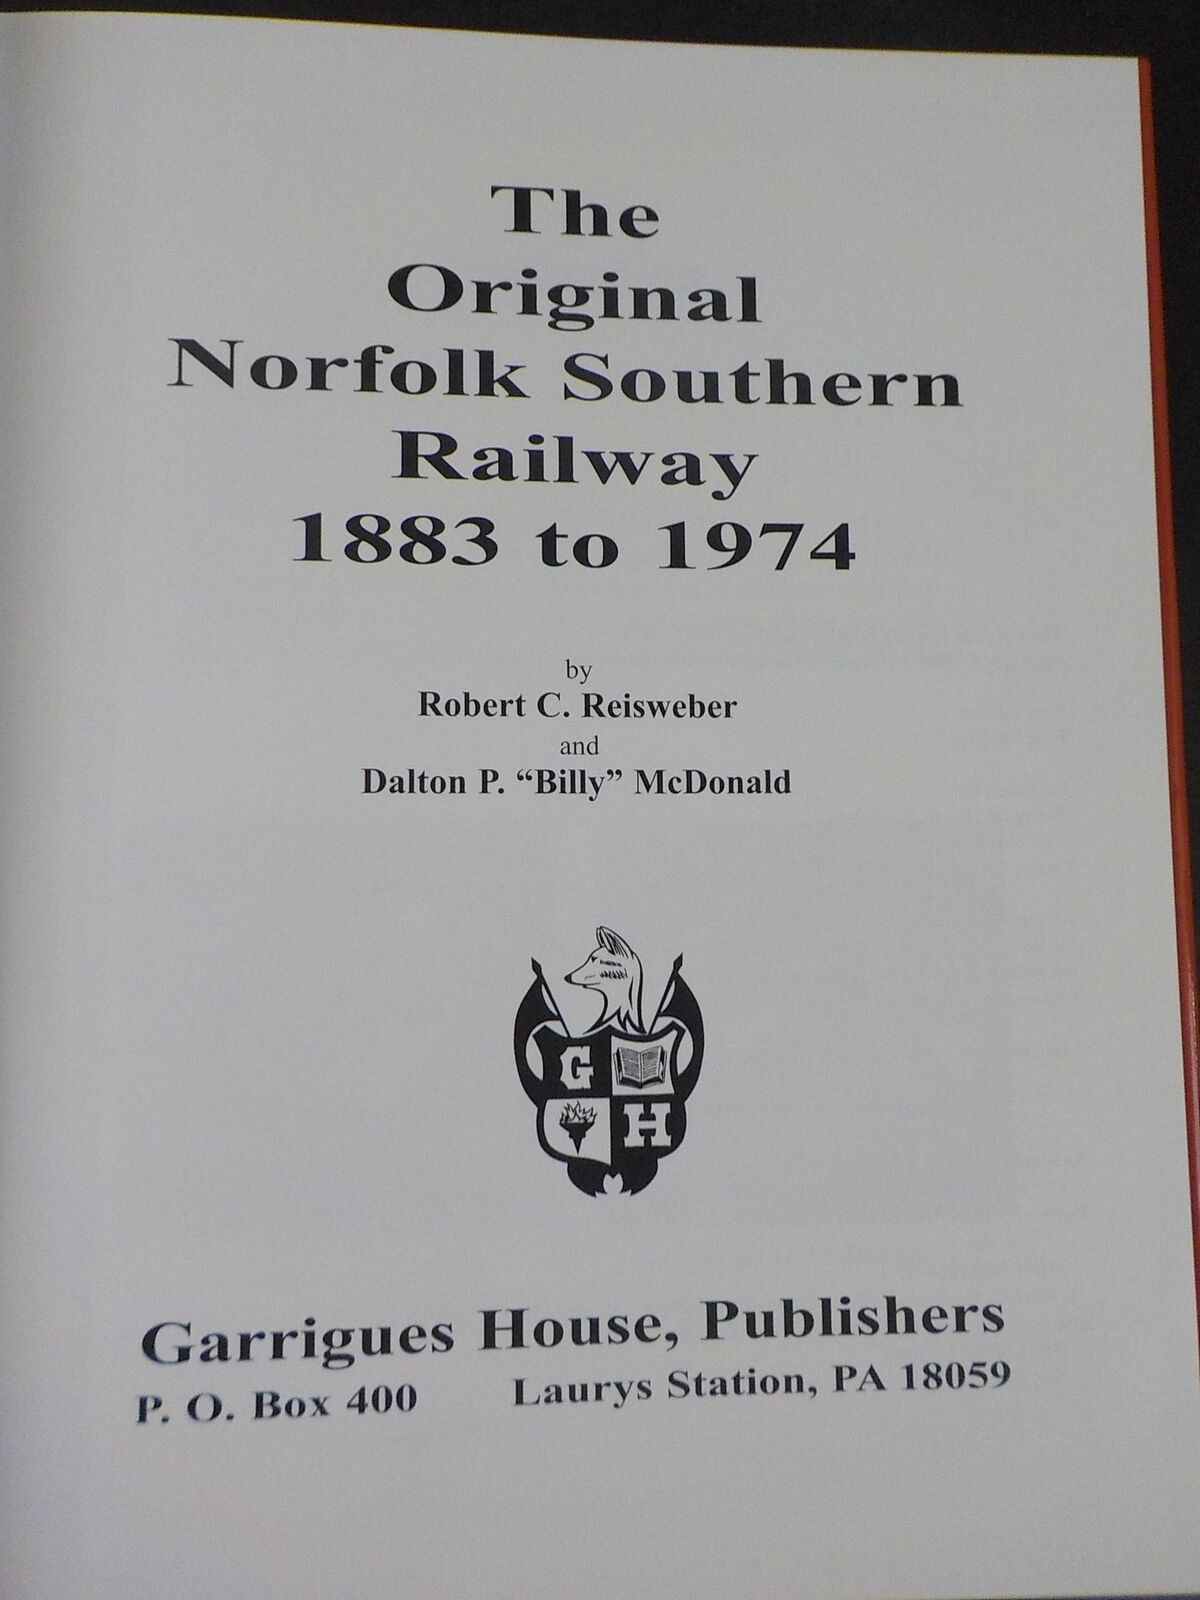 The
Original
Norfolk Southern
Railway
1883 to 1974
by
Robert C. Reisweber
and
Dalton P. “Billy” McDonald
G
H
Garrigues House, Publishers
P. O. Box 400 Laurys Station, PA 18059